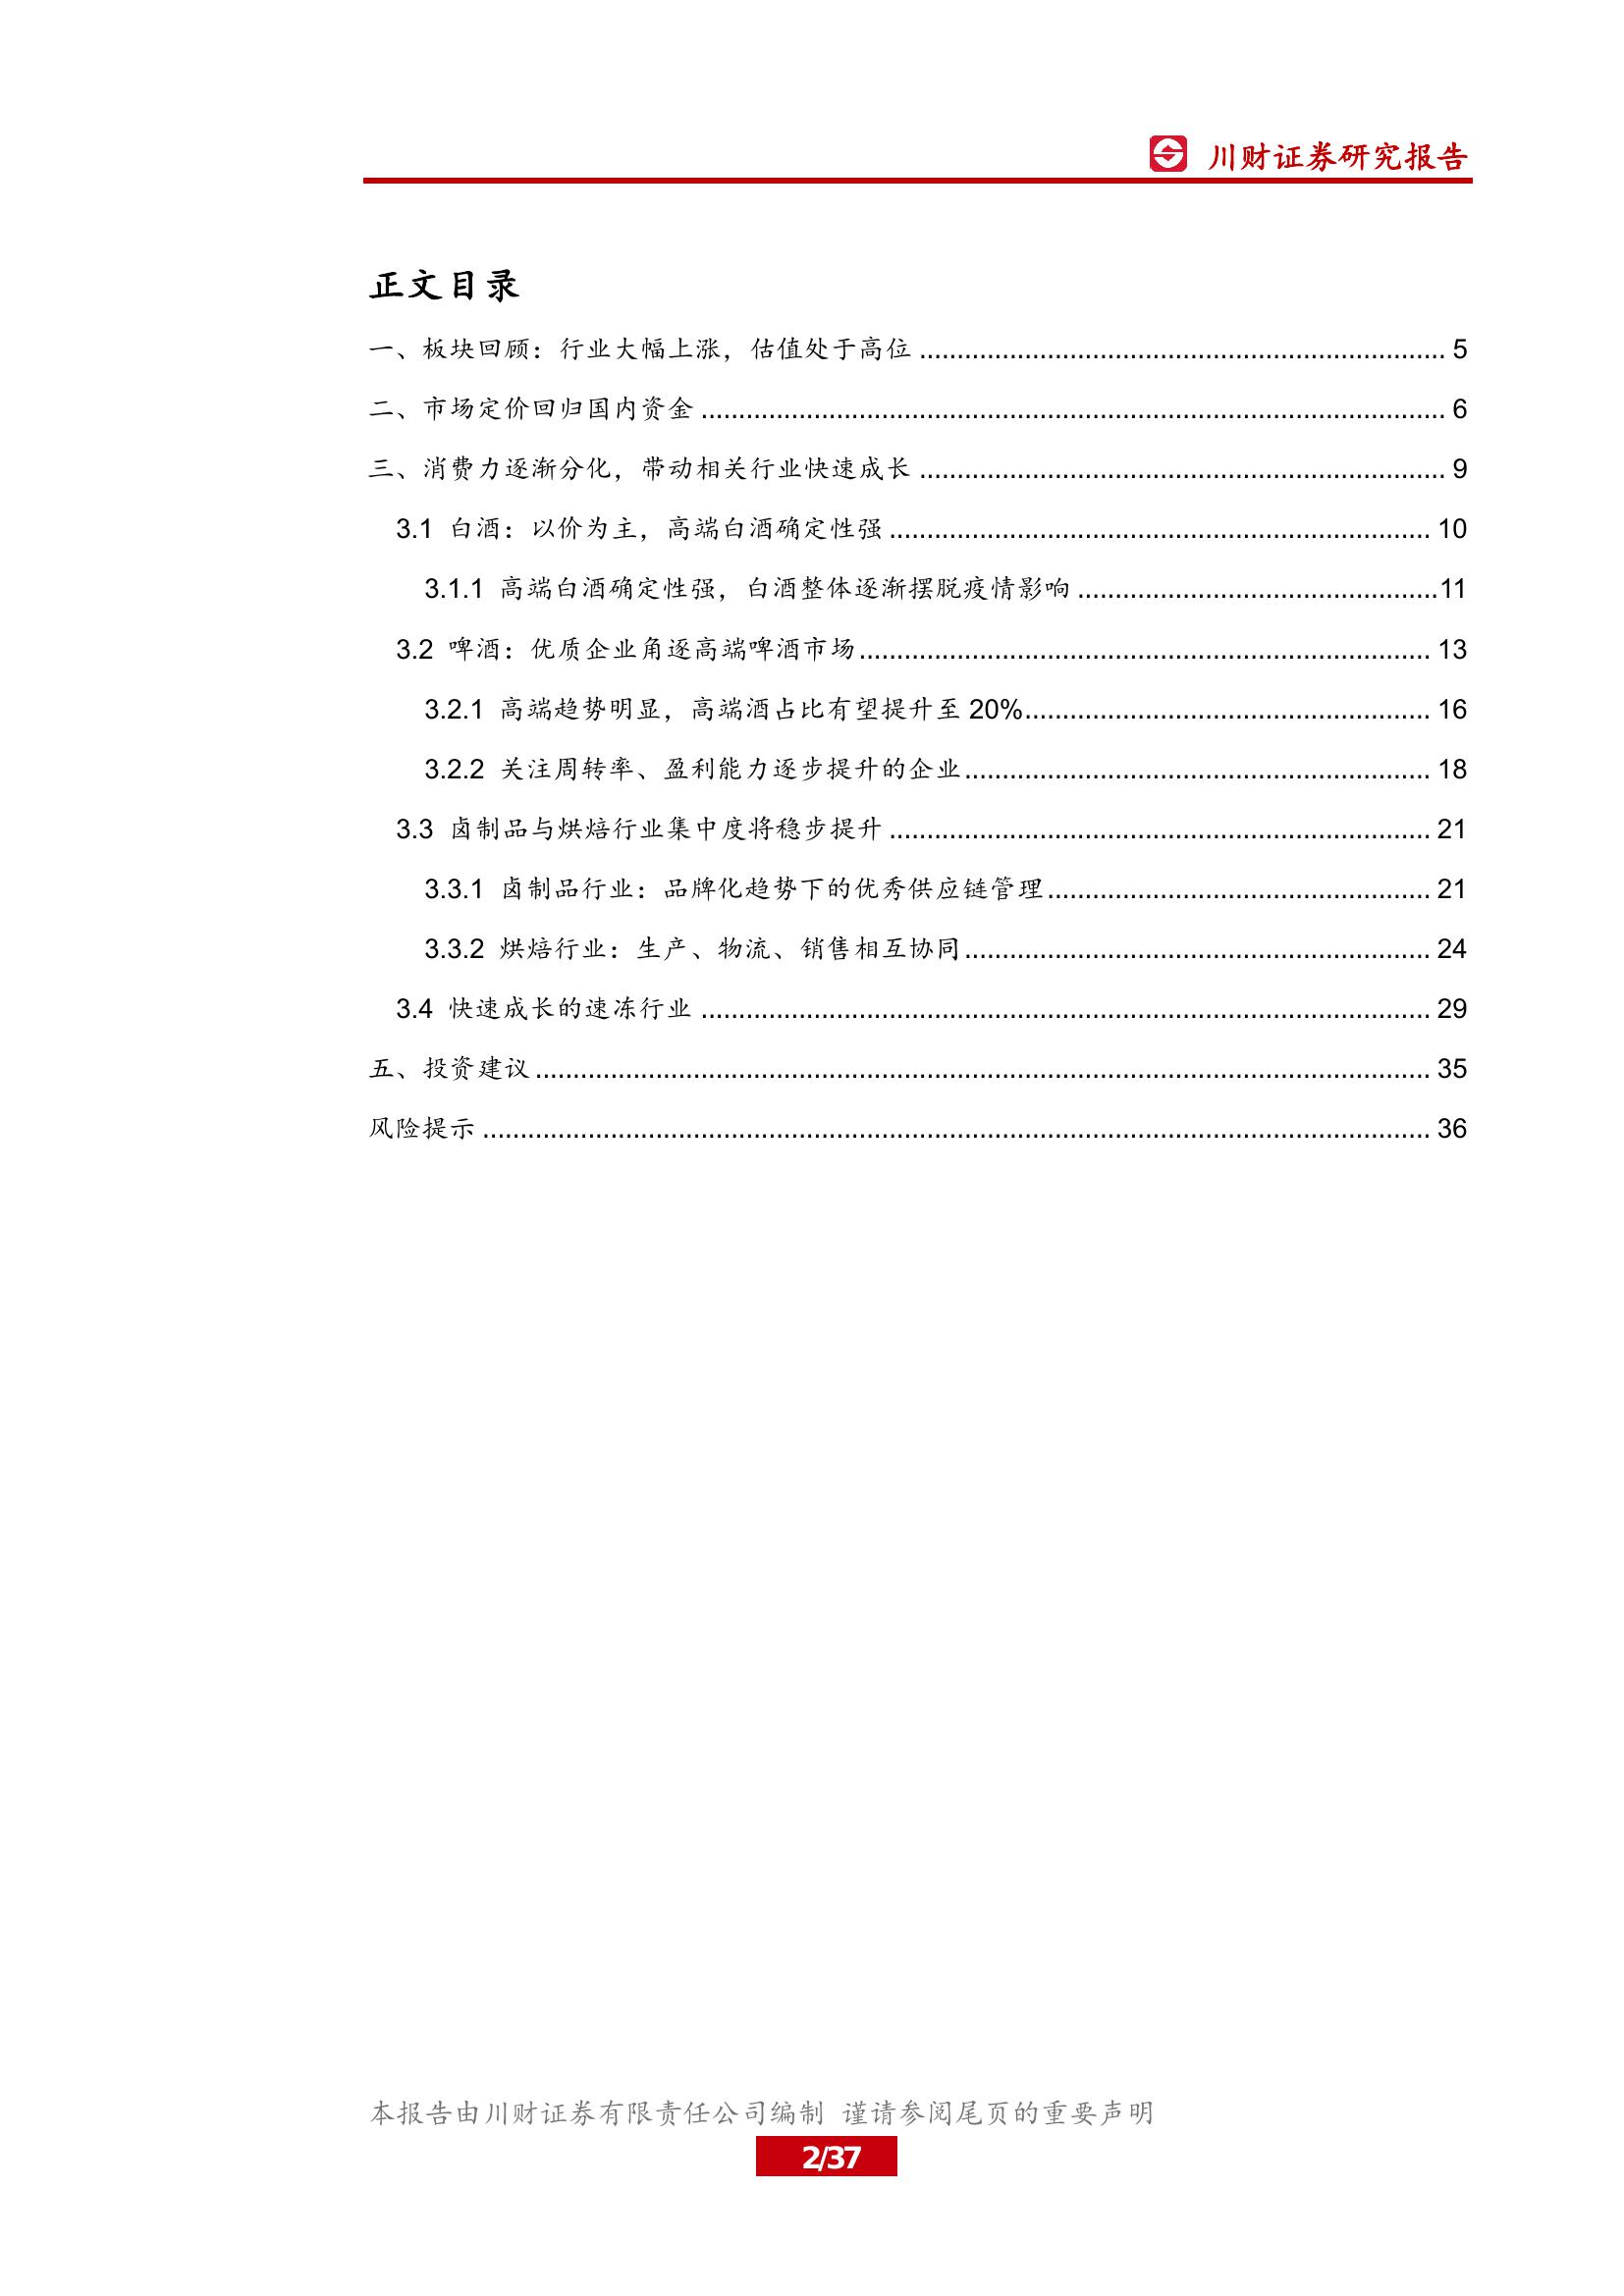 川财证券研究报告
正文目录
一、板块回顾：行业大幅上涨，估值处于高位 ........ 5
二、市场定价回归国内资金 ........ 6
三、消费力逐渐分化，带动相关行业快速成长 ........ 9
3.1 白酒：以价为主，高端白酒确定性强 ........ 10
3.1.1 高端白酒确定性强，白酒整体逐渐摆脱疫情影响 ........ 11
3.2 啤酒：优质企业角逐高端啤酒市场 ........ 13
3.2.1 高端趋势明显，高端酒占比有望提升至 20% ........ 16
3.2.2 关注周转率、盈利能力逐步提升的企业 ........ 18
3.3 卤制品与烘焙行业集中度将稳步提升 ........ 21
3.3.1 卤制品行业：品牌化趋势下的优秀供应链管理 ........ 21
3.3.2 烘焙行业：生产、物流、销售相互协同 ........ 24
3.4 快速成长的速冻行业 ........ 29
五、投资建议 ........ 35
风险提示 ........ 36
本报告由川财证券有限责任公司编制 谨请参阅尾页的重要声明
2/37